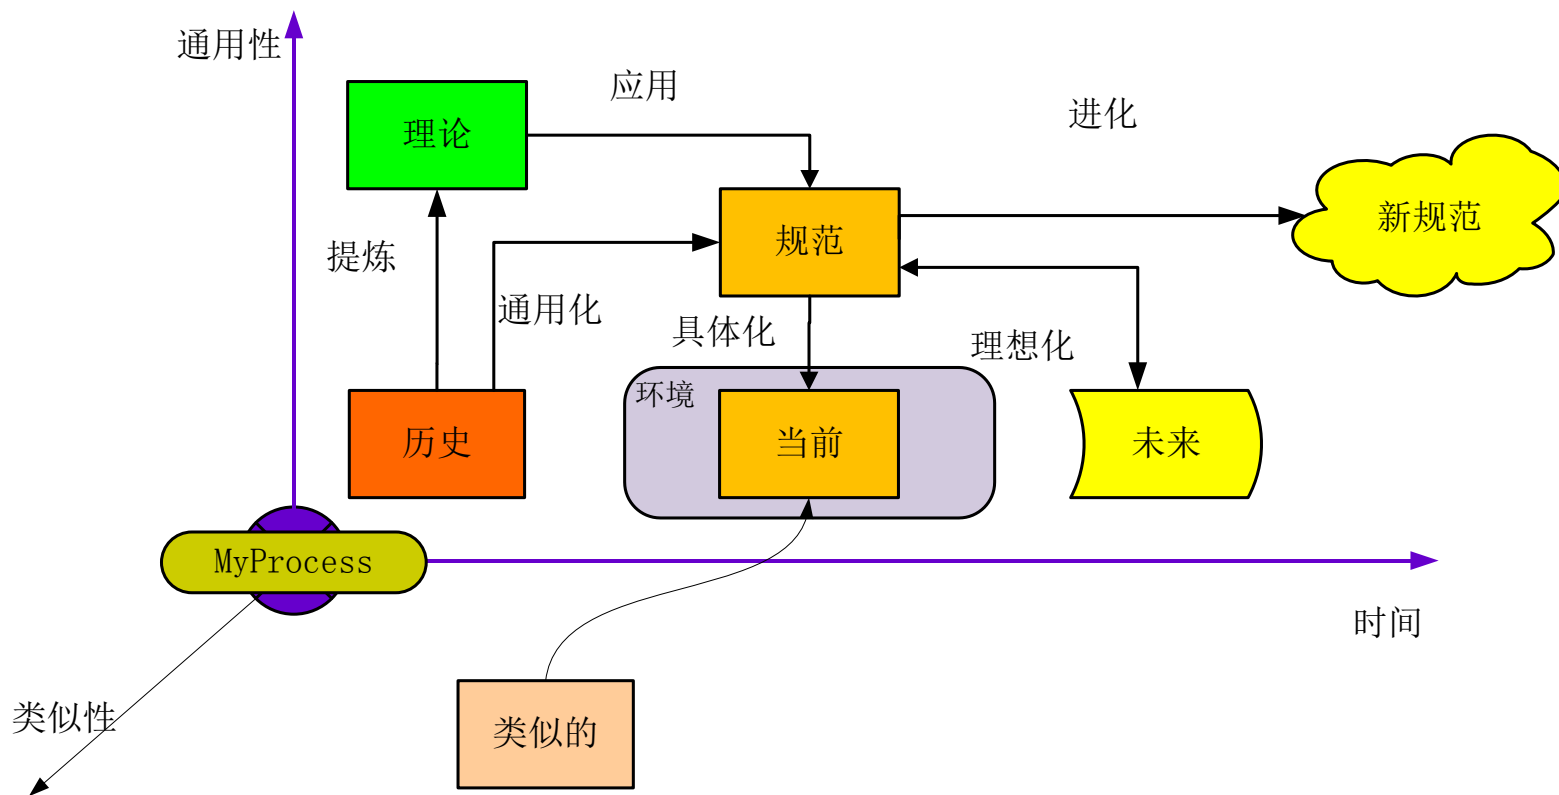 通用性
应用
理论
进化
新规范
规范
提炼
通用化
具体化
理想化
环境
历史
当前
未来
MyProcess
时间
类似性
类似的